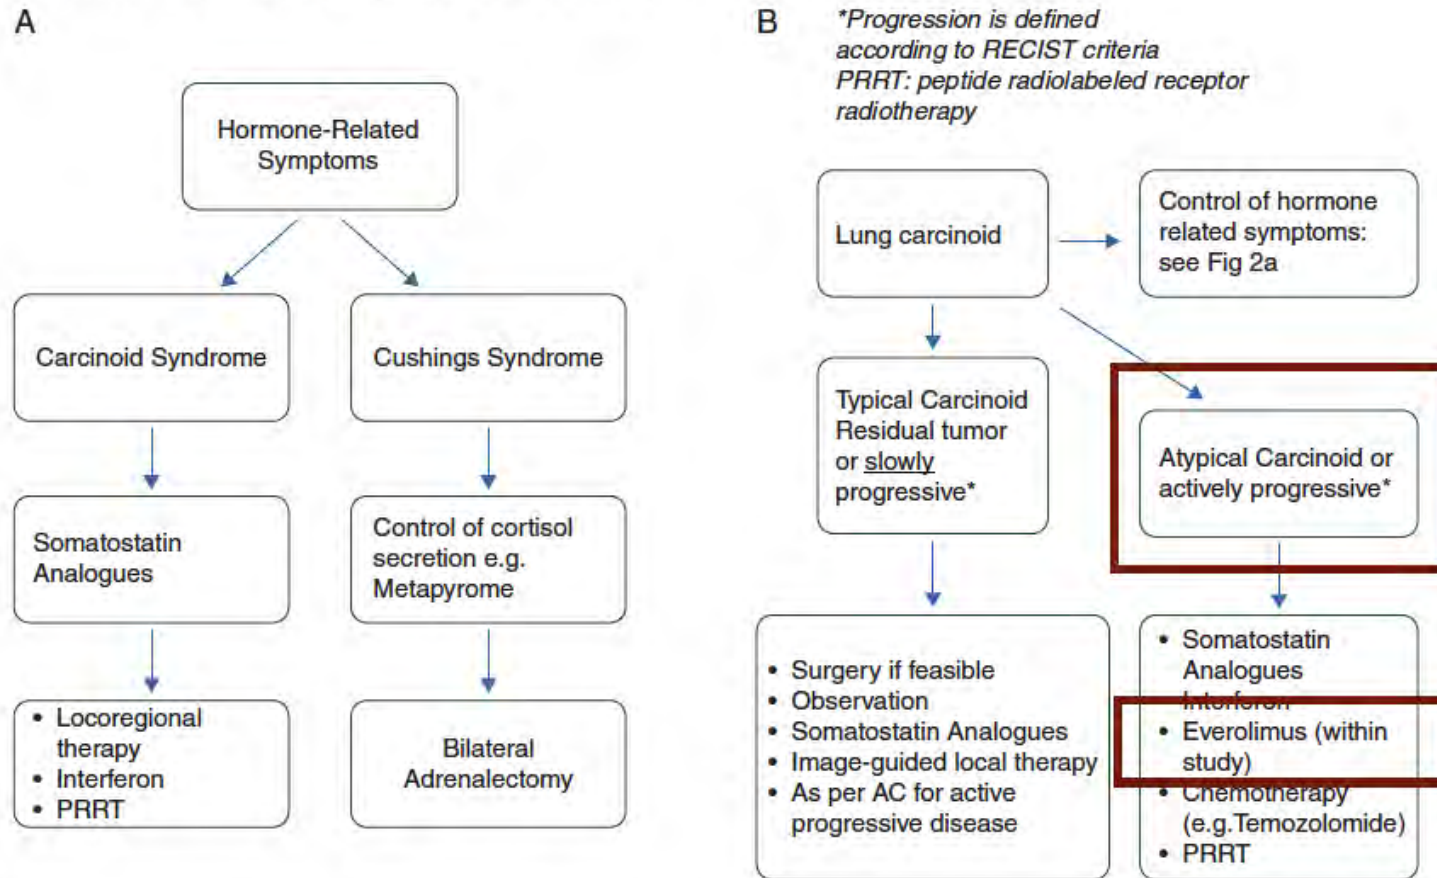 A
Hormone-Related
Symptoms
Carcinoid Syndrome
Cushings Syndrome
Somatostatin
Analogues
Control of cortisol
secretion e.g.
Metapyrome
• Locoregional
therapy
• Interferon
• PRRT
Bilateral
Adrenalectomy
B
*Progression is defined
according to RECIST criteria
PRRT: peptide radiolabeled receptor
radiotherapy
Lung carcinoid
Control of hormone
related symptoms:
see Fig 2a
Typical Carcinoid
Residual tumor
or slowly
progressive*
Atypical Carcinoid or
actively progressive*
• Surgery if feasible
• Observation
• Somatostatin Analogues
• Image-guided local therapy
• As per AC for active
progressive disease
• Somatostatin
Analogues
Interferon
• Everolimus (within
study)
• Chemotherapy
(e.g.Temozolomide)
• PRRT